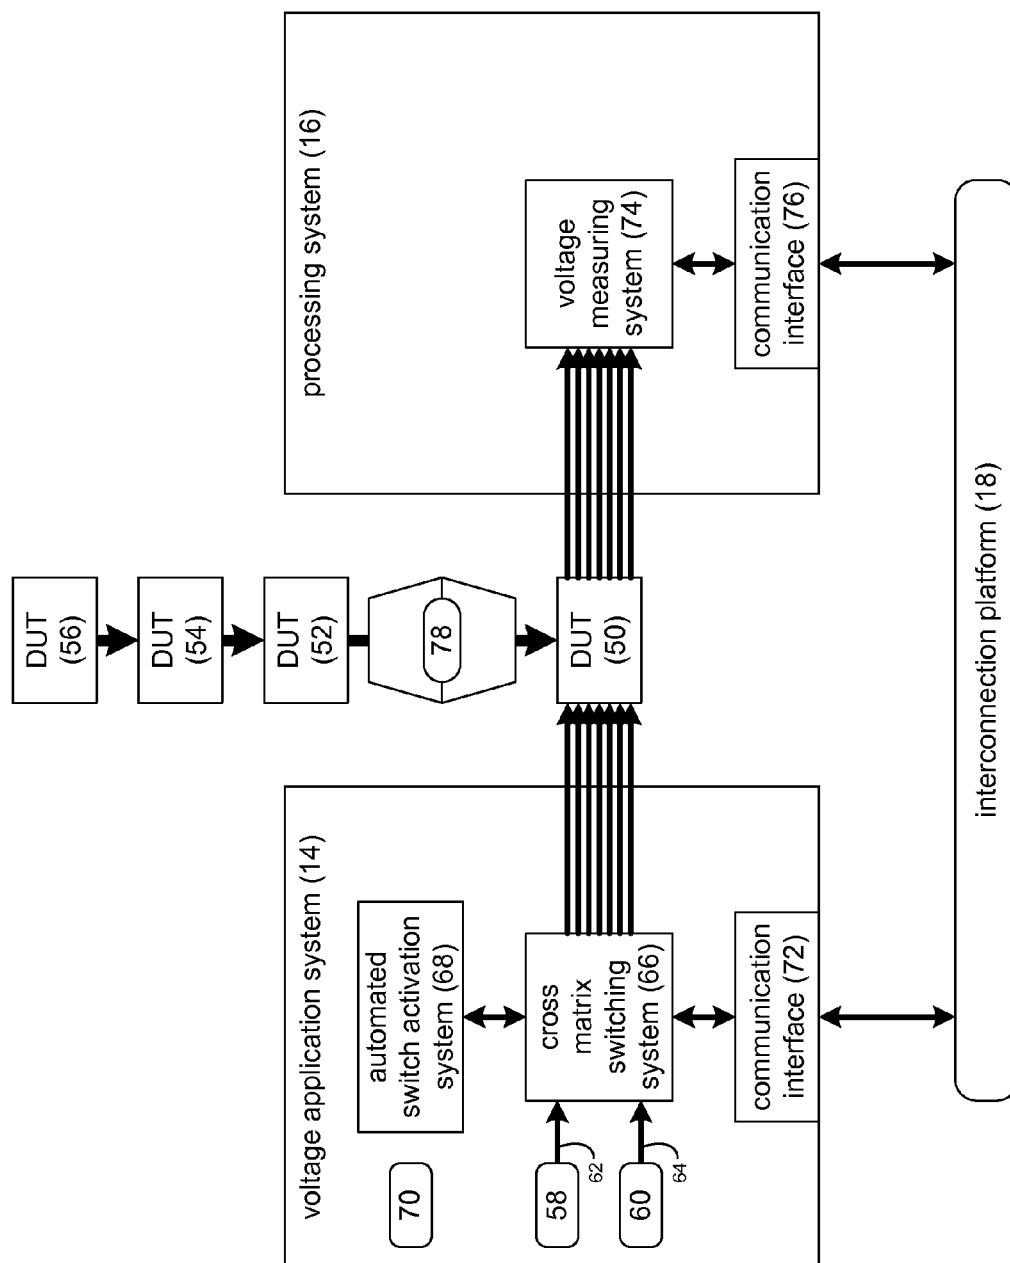 voltage application system (14)
automated
switch activation
system (68)
70
cross
matrix
switching
system (66)
58
62
60
64
communication
interface (72)
DUT
(56)
DUT
(54)
DUT
(52)
78
DUT
(50)
processing system (16)
voltage
measuring
system (74)
communication
interface (76)
interconnection platform (18)